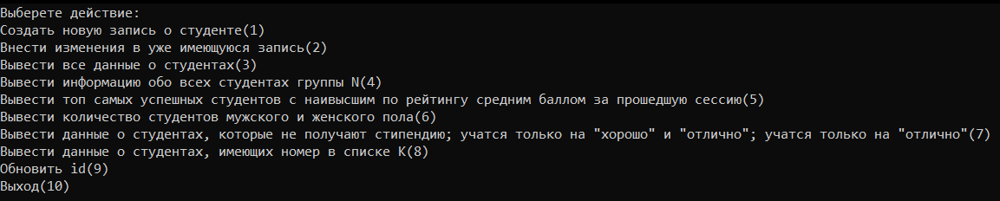 Выберете действие:
Создать новую запись о студенте(1)
Внести изменения в уже имеющуюся запись(2)
Вывести все данные о студентах(3)
Вывести информацию обо всех студентах группы N(4)
Вывести топ самых успешных студентов с наивысшим по рейтингу средним баллом за прошедшую сессию(5)
Вывести количество студентов мужского и женского пола(6)
Вывести данные о студентах, которые не получают стипендию; учатся только на "хорошо" и "отлично"; учатся только на "отлично"(7)
Вывести данные о студентах, имеющих номер в списке K(8)
Обновить id(9)
Выход(10)